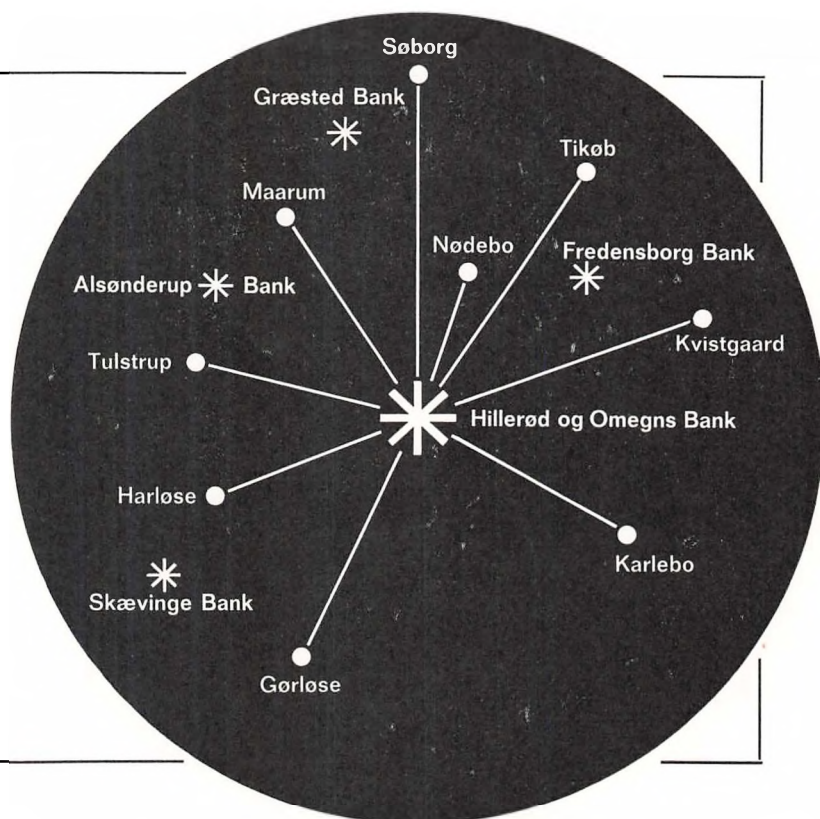 Søborg
Græsted Bank
Tikøb
Maarum
Nødebo
Fredensborg Bank
Alsønderup Bank
Kvistgaard
Tulstrup
Hillerød og Omegns Bank
Harløse
Karlebo
Skævinge Bank
Gørløse